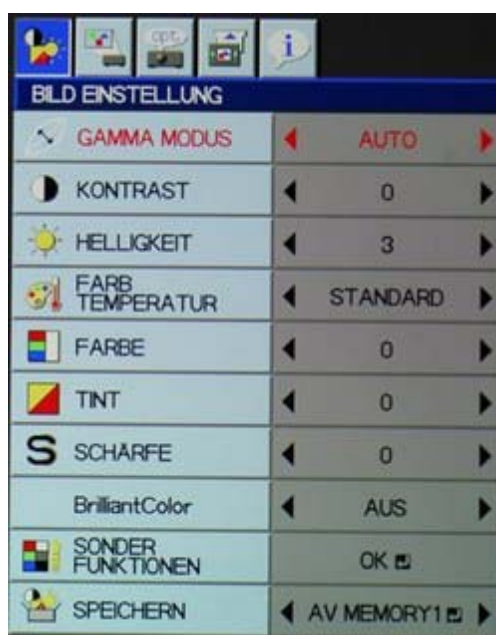 opt.
i
BILD EINSTELLUNG
GAMMA MODUS AUTO
KONTRAST 0
HELLIGKEIT 3
FARB
TEMPERATUR STANDARD
FARBE 0
TINT 0
S SCHÄRFE 0
BrilliantColor AUS
SONDER
FUNKTIONEN OK
SPEICHERN AV MEMORY1